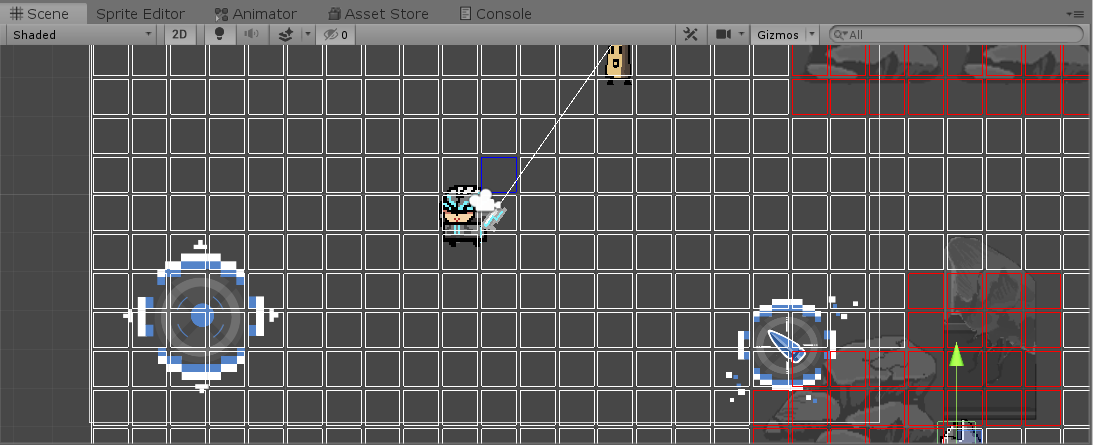 Scene Sprite Editor Animator Asset Store Console
Shaded 2D 0 Gizmos All